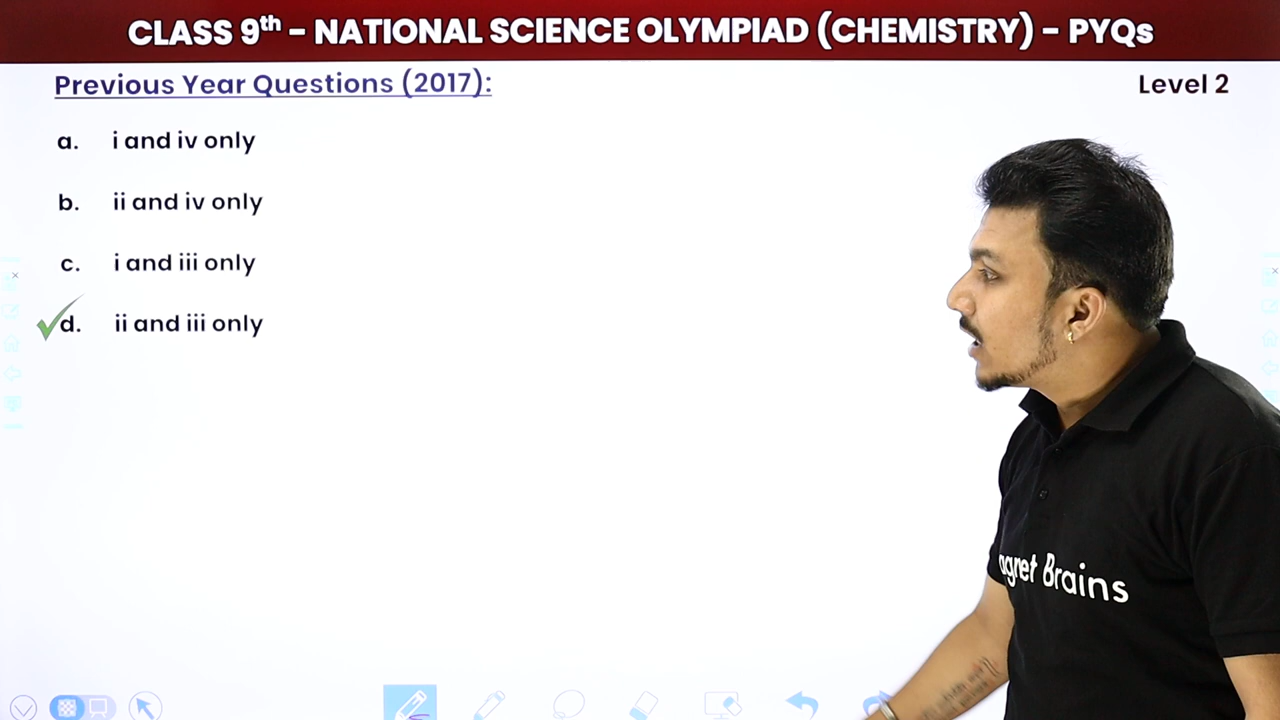 CLASS 9th - NATIONAL SCIENCE OLYMPIAD (CHEMISTRY) - PYQs
Previous Year Questions (2017):
Level 2
a. i and iv only
b. ii and iv only
c. i and iii only
d. ii and iii only
agret Brains